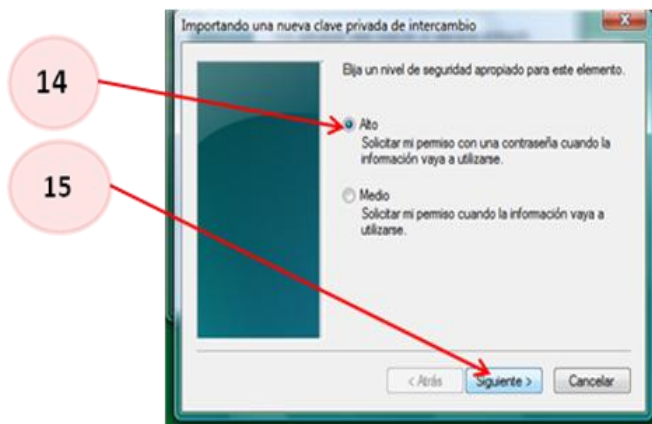 Importando una nueva clave privada de intercambio
Elija un nivel de seguridad apropiado para este elemento.
14
Alto
Solicitar mi permiso con una contraseña cuando la
información vaya a utilizarse.
15
Medio
Solicitar mi permiso cuando la información vaya a
utilizarse.
< Atrás
Siguiente >
Cancelar